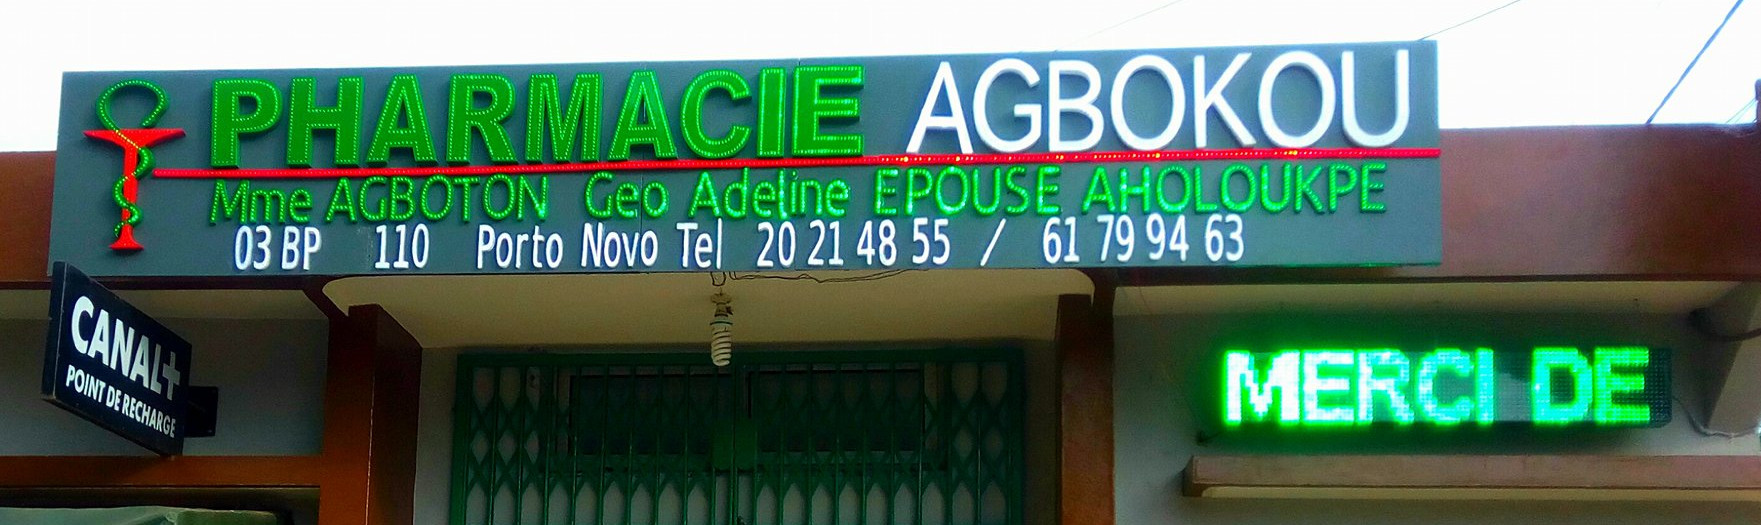 PHARMACIE AGBOKOU
Mme AGBOTON Geo Adeline EPOUSE AHOLOUKPE
03 BP 110 Porto Novo Tel 20 21 48 55 / 61 79 94 63
CANAL+
POINT DE RECHARGE
MERCI DE